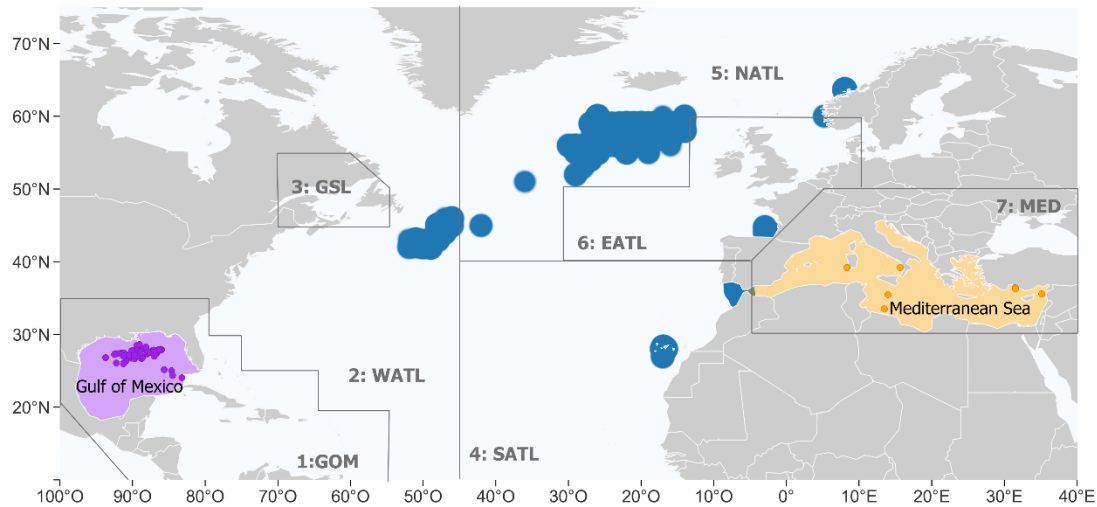 70°N
5: NATL
60°N
3: GSL
50°N
7: MED
6: EATL
40°N
Mediterranean Sea
30°N
2: WATL
Gulf of Mexico
20°N
4: SATL
1:GOM
100°O 90°O 80°O 70°O 60°O 50°O 40°O 30°O 20°O 10°O 0° 10°E 20°E 30°E 40°E